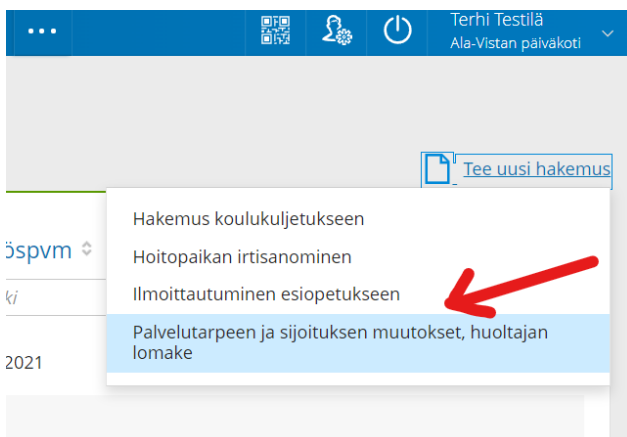 ...
Terhi Testilä
Ala-Vistan päiväkoti
Tee uusi hakemus
Hakemus koulukuljetukseen
öspvm
Hoitopaikan irtisanominen
ki
Ilmoittautuminen esiopetukseen
Palvelutarpeen ja sijoituksen muutokset, huoltajan
lomake
2021